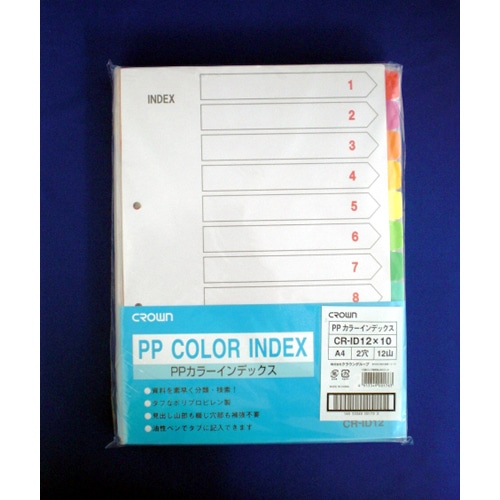 INDEX
1
2
3
4
5
6
7
8
CROWN
PP COLOR INDEX
PPカラーインデックス
●資料を素早く分類・検索！
●タフなポリプロピレン製
●見出し山部も綴じ穴部も補強不要
●油性ペンでタブに記入できます
CROWN
PP カラーインデックス
CR-ID12×10
A4 2穴 12山
CR-ID12